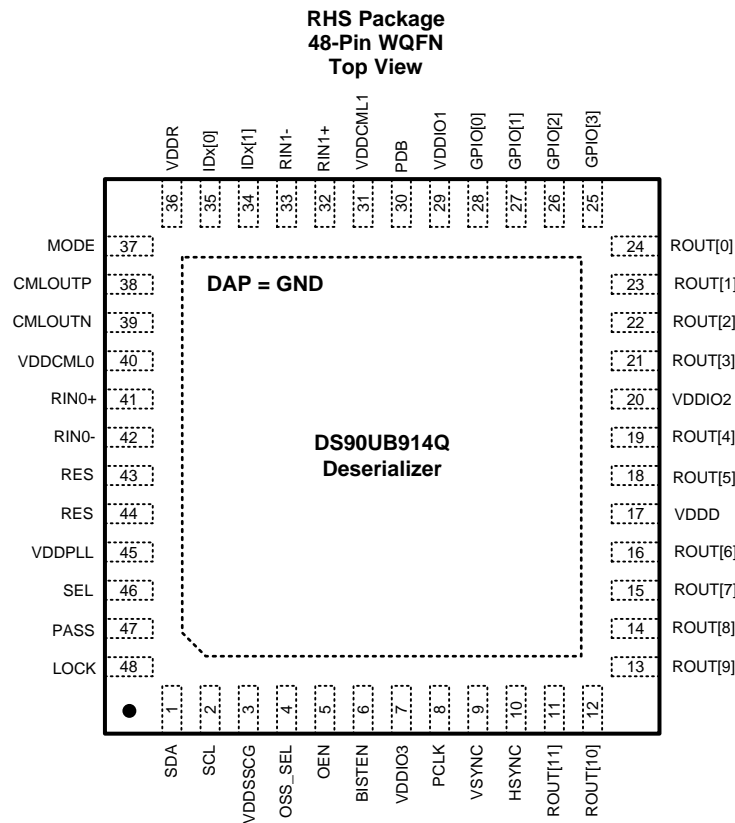 RHS Package
48-Pin WQFN
Top View
VDDR
IDx[0]
IDx[1]
RIN1-
RIN1+
VDDCML1
PDB
VDDIO1
GPIO[0]
GPIO[1]
GPIO[2]
GPIO[3]
36
35
34
33
32
31
30
29
28
27
26
25
MODE 37
CMLOUTP 38
CMLOUTN 39
VDDCML0 40
RIN0+ 41
RIN0- 42
RES 43
RES 44
VDDPLL 45
SEL 46
PASS 47
LOCK 48
DAP = GND
DS90UB914Q
Deserializer
24 ROUT[0]
23 ROUT[1]
22 ROUT[2]
21 ROUT[3]
20 VDDIO2
19 ROUT[4]
18 ROUT[5]
17 VDDD
16 ROUT[6]
15 ROUT[7]
14 ROUT[8]
13 ROUT[9]
1
2
3
4
5
6
7
8
9
10
11
12
SDA
SCL
VDDSSCG
OSS_SEL
OEN
BISTEN
VDDIO3
PCLK
VSYNC
HSYNC
ROUT[11]
ROUT[10]